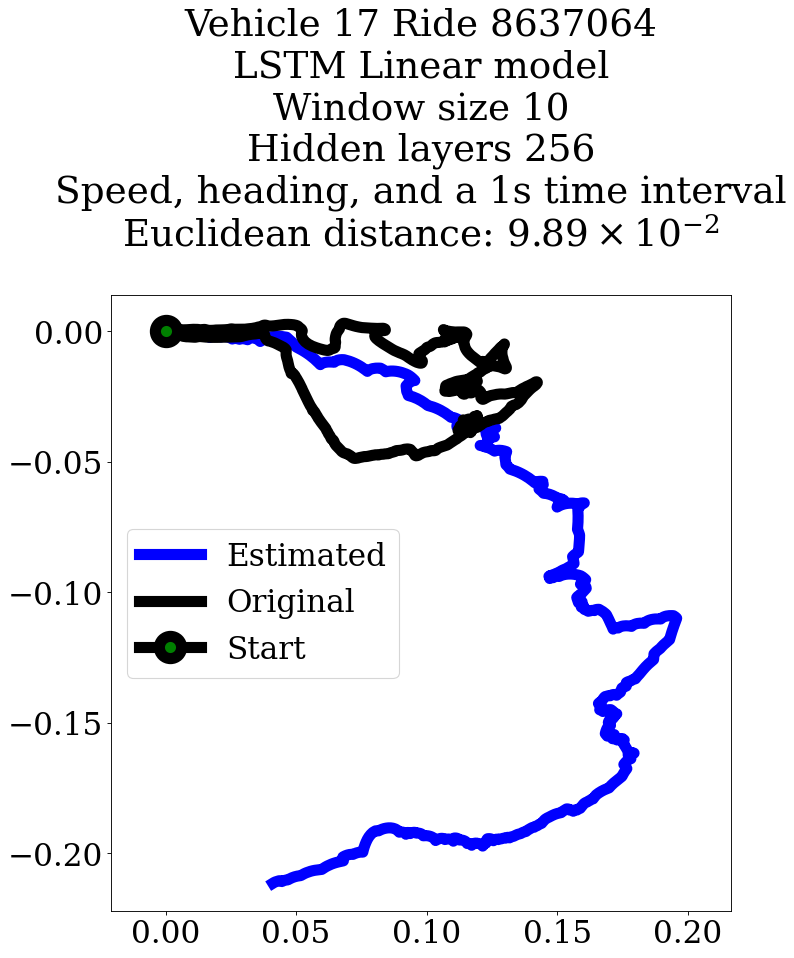 Vehicle 17 Ride 8637064
LSTM Linear model
Window size 10
Hidden layers 256
Speed, heading, and a 1s time interval
Euclidean distance: 9.89 × 10⁻²
0.00
−0.05
−0.10
−0.15
−0.20
Estimated
Original
Start
0.00 0.05 0.10 0.15 0.20